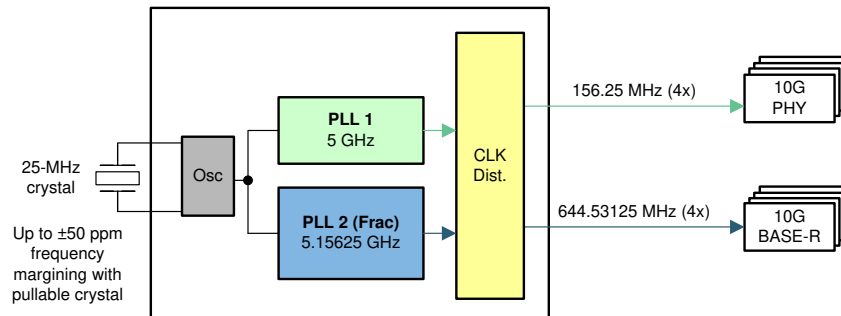 25-MHz
crystal
Up to ±50 ppm
frequency
margining with
pullable crystal
Osc
PLL 1
5 GHz
PLL 2 (Frac)
5.15625 GHz
CLK
Dist.
156.25 MHz (4x)
644.53125 MHz (4x)
10G
PHY
10G
BASE-R